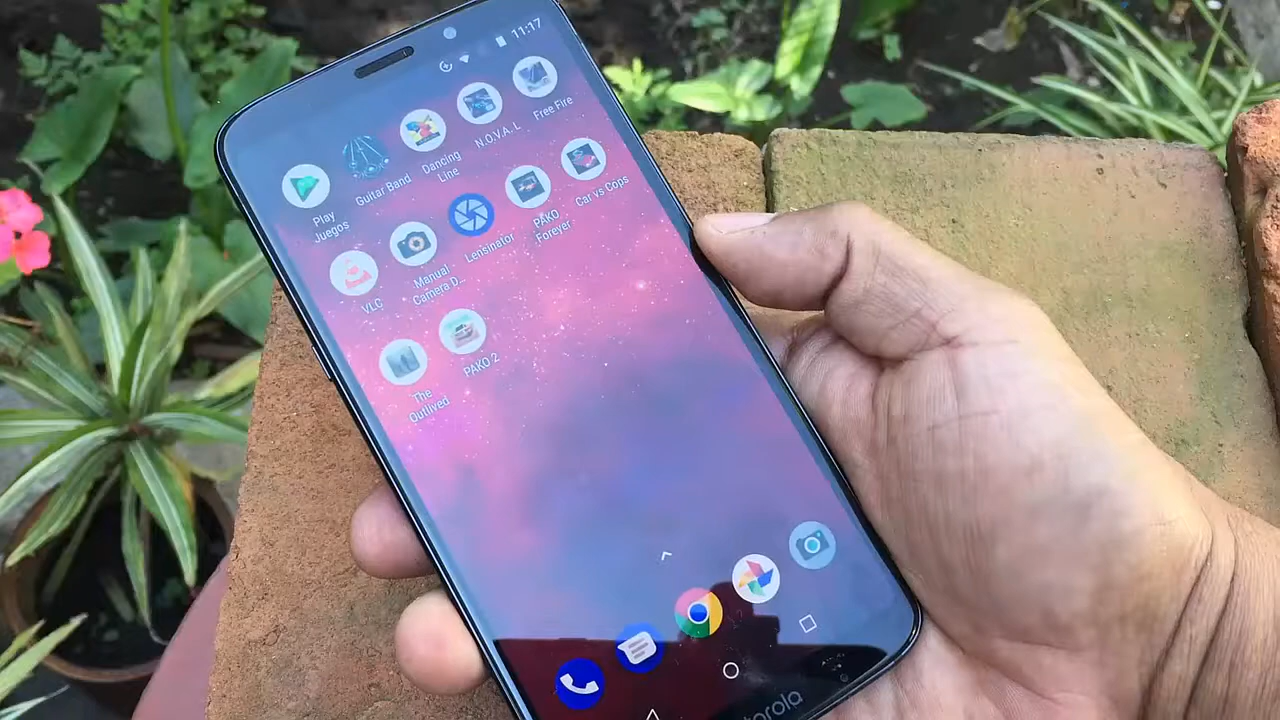 11:17
Play
Juegos
Guitar Band
Dancing
Line
N.O.V.A. L
Free Fire
VLC
Manual
Camera D...
Lensinator
PAKO
Forever
Car vs Cops
The
Outlived
PAKO 2
motorola